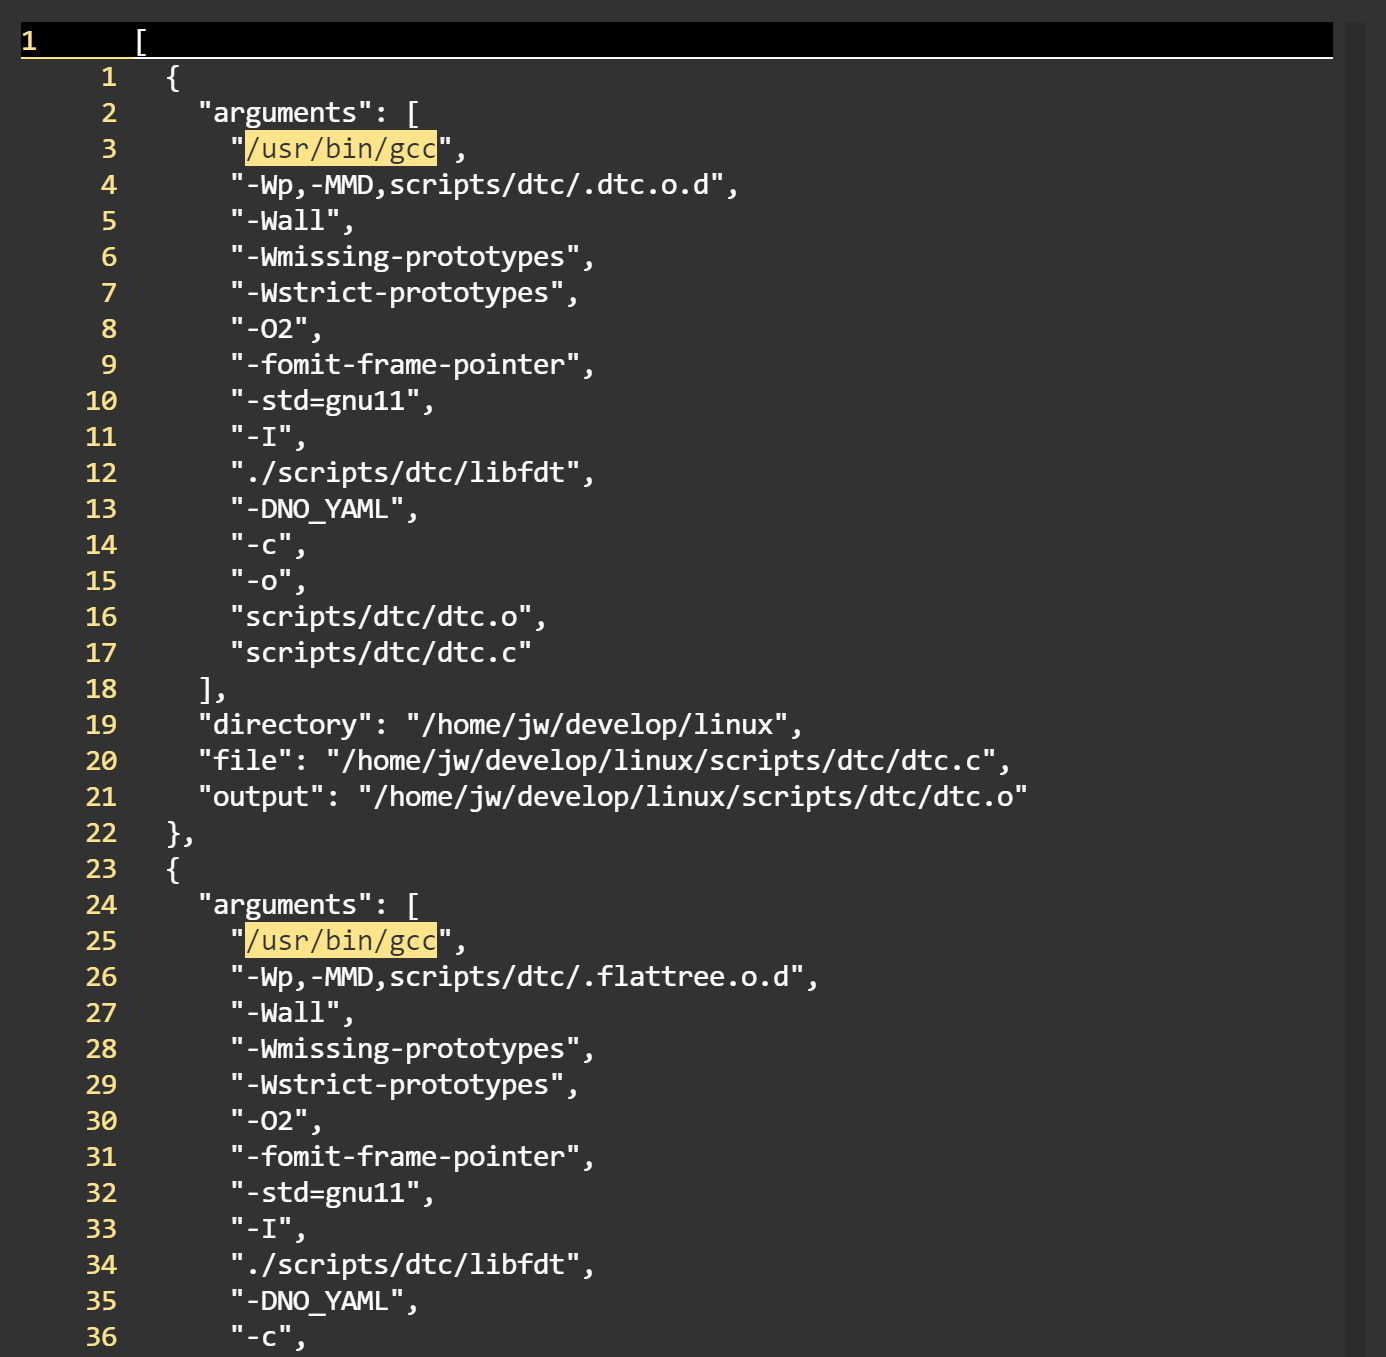 1 [
1 {
2 "arguments": [
3 "/usr/bin/gcc",
4 "-Wp,-MMD,scripts/dtc/.dtc.o.d",
5 "-Wall",
6 "-Wmissing-prototypes",
7 "-Wstrict-prototypes",
8 "-O2",
9 "-fomit-frame-pointer",
10 "-std=gnu11",
11 "-I",
12 "./scripts/dtc/libfdt",
13 "-DNO_YAML",
14 "-c",
15 "-o",
16 "scripts/dtc/dtc.o",
17 "scripts/dtc/dtc.c"
18 ],
19 "directory": "/home/jw/develop/linux",
20 "file": "/home/jw/develop/linux/scripts/dtc/dtc.c",
21 "output": "/home/jw/develop/linux/scripts/dtc/dtc.o"
22 },
23 {
24 "arguments": [
25 "/usr/bin/gcc",
26 "-Wp,-MMD,scripts/dtc/.flattree.o.d",
27 "-Wall",
28 "-Wmissing-prototypes",
29 "-Wstrict-prototypes",
30 "-O2",
31 "-fomit-frame-pointer",
32 "-std=gnu11",
33 "-I",
34 "./scripts/dtc/libfdt",
35 "-DNO_YAML",
36 "-c",